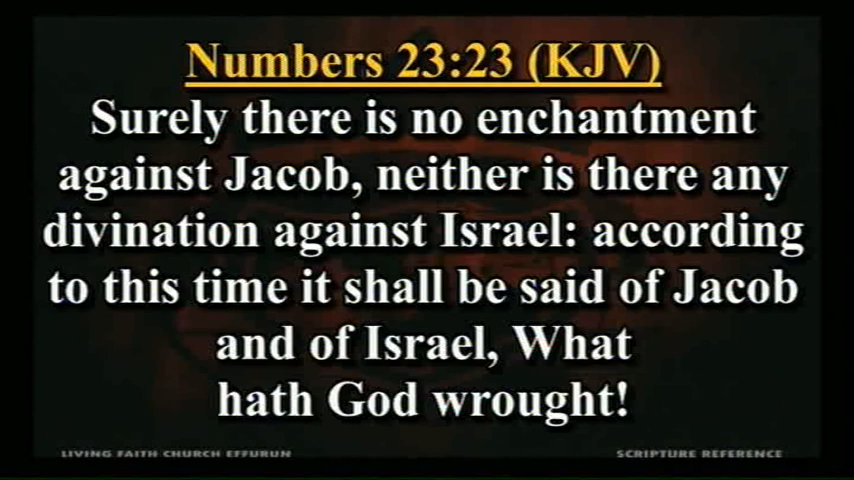 Numbers 23:23 (KJV)
Surely there is no enchantment
against Jacob, neither is there any
divination against Israel: according
to this time it shall be said of Jacob
and of Israel, What
hath God wrought!
LIVING FAITH CHURCH EFFURUN
SCRIPTURE REFERENCE